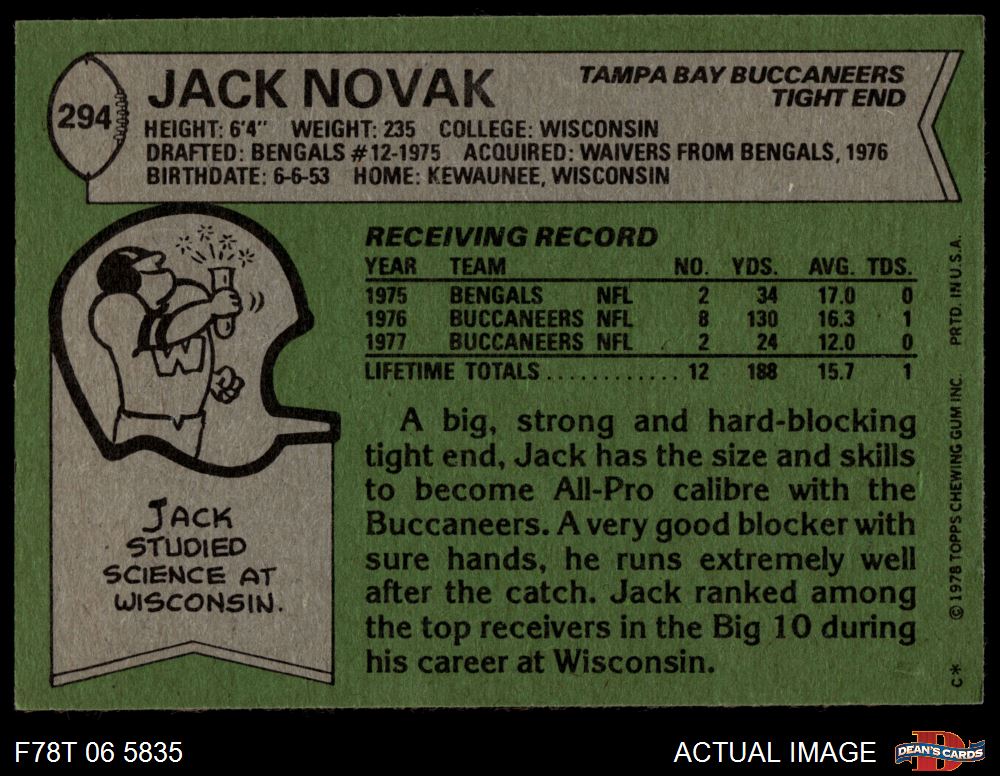 294
JACK NOVAK
TAMPA BAY BUCCANEERS
TIGHT END
HEIGHT: 6'4" WEIGHT: 235 COLLEGE: WISCONSIN
DRAFTED: BENGALS #12-1975 ACQUIRED: WAIVERS FROM BENGALS, 1976
BIRTHDATE: 6-6-53 HOME: KEWAUNEE, WISCONSIN
W
JACK
STUDIED
SCIENCE AT
WISCONSIN.
RECEIVING RECORD
YEAR TEAM NO. YDS. AVG. TDS.
1975 BENGALS NFL 2 34 17.0 0
1976 BUCCANEERS NFL 8 130 16.3 1
1977 BUCCANEERS NFL 2 24 12.0 0
LIFETIME TOTALS ............ 12 188 15.7 1
A big, strong and hard-blocking
tight end, Jack has the size and skills
to become All-Pro calibre with the
Buccaneers. A very good blocker with
sure hands, he runs extremely well
after the catch. Jack ranked among
the top receivers in the Big 10 during
his career at Wisconsin.
C* © 1978 TOPPS CHEWING GUM INC. PRTD. IN U.S.A.
F78T 06 5835
ACTUAL IMAGE
DEAN'S CARDS